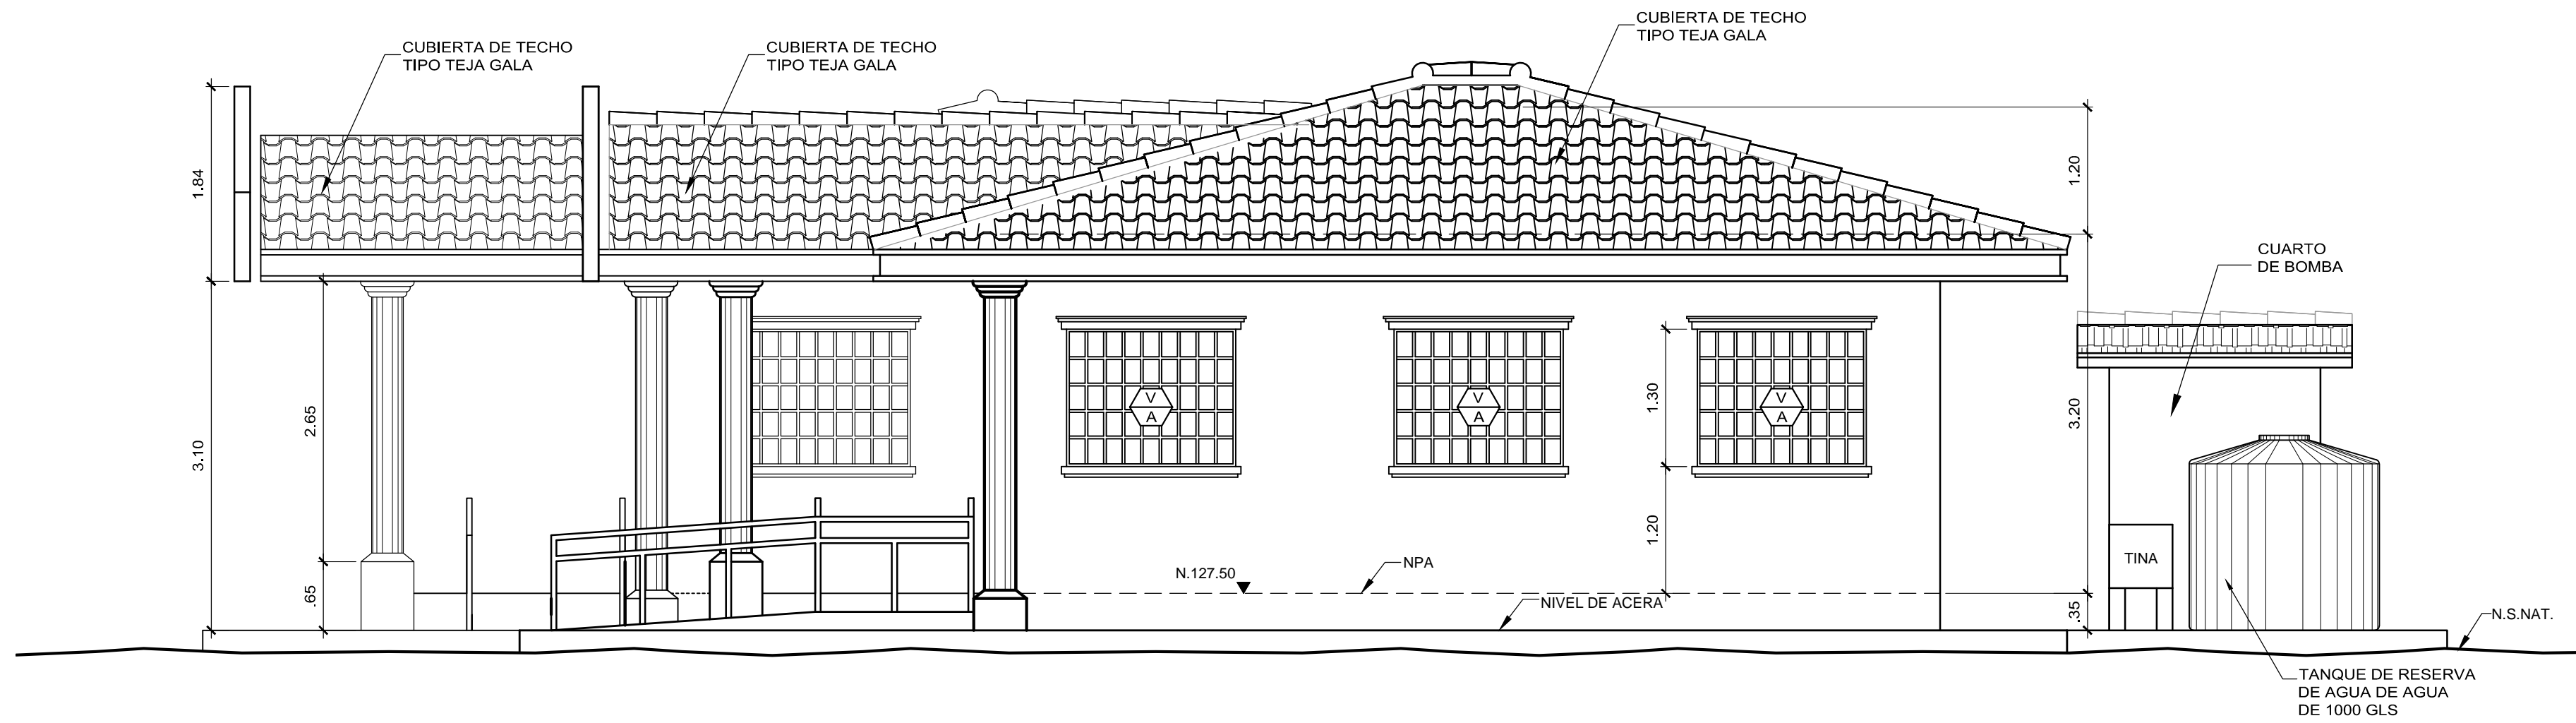 CUBIERTA DE TECHO
TIPO TEJA GALA
CUBIERTA DE TECHO
TIPO TEJA GALA
CUBIERTA DE TECHO
TIPO TEJA GALA
1.84
3.10
2.65
.65
V
A
V
A
V
A
1.30
1.20
N.127.50
NPA
NIVEL DE ACERA
1.20
3.20
.35
CUARTO
DE BOMBA
TINA
N.S.NAT.
TANQUE DE RESERVA
DE AGUA DE AGUA
DE 1000 GLS